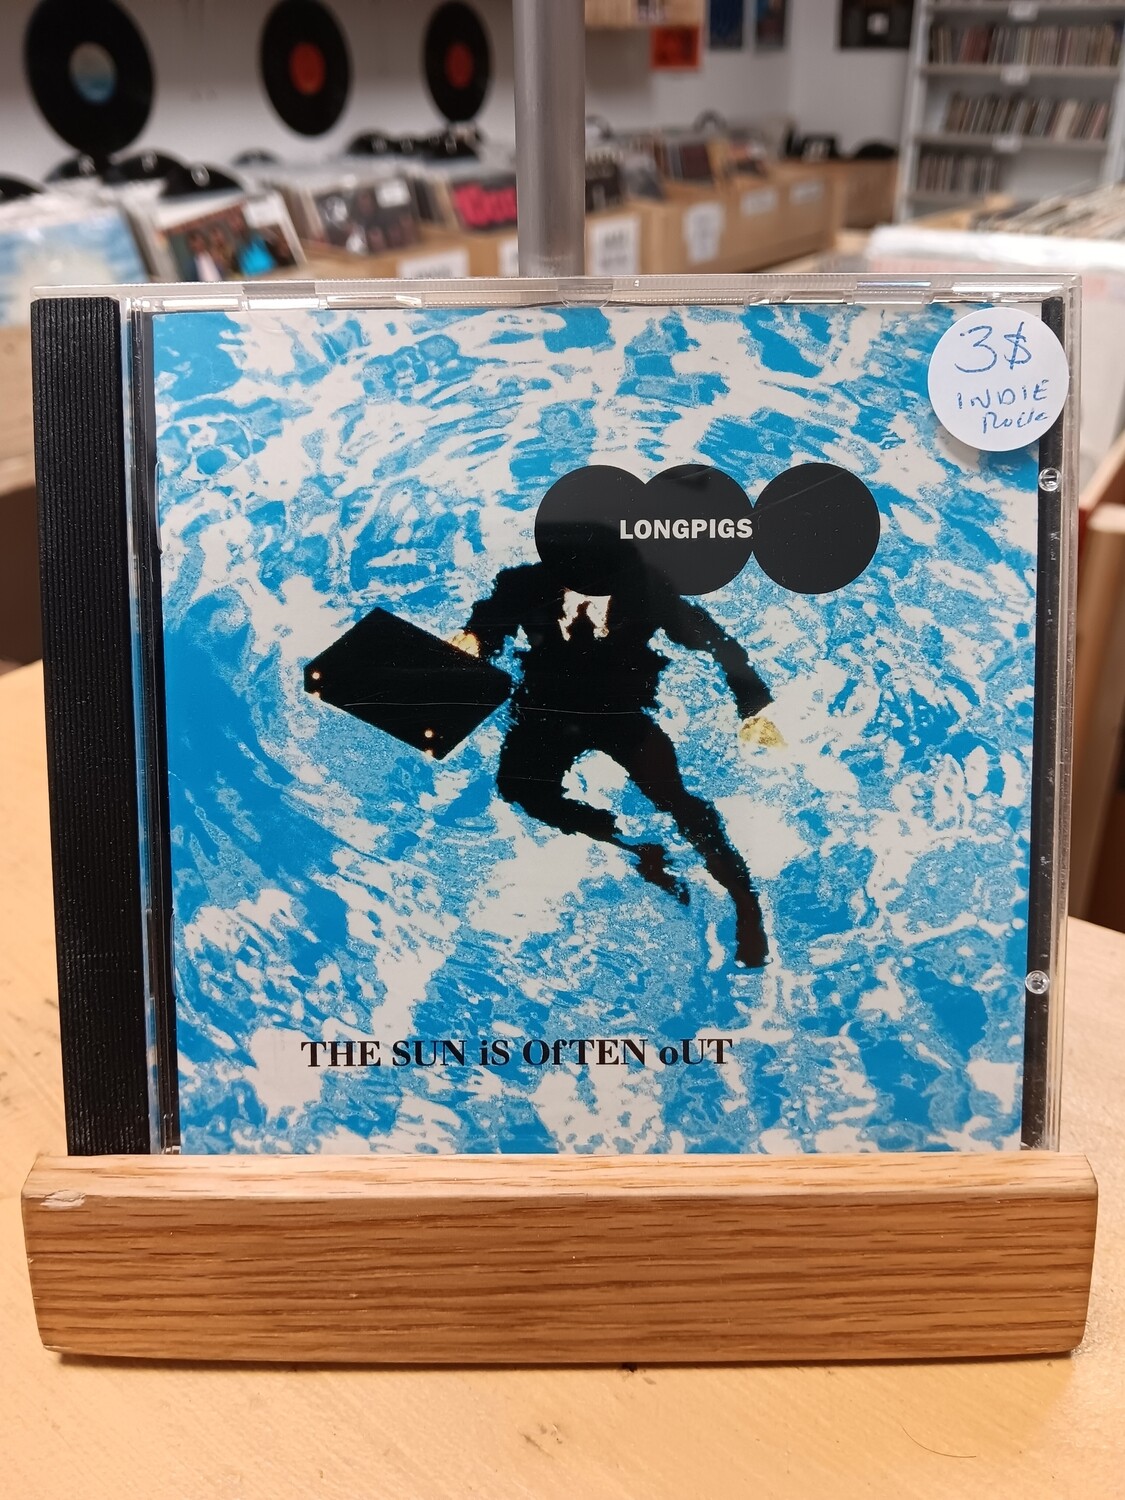 3$
INDIE
Rock
LONGPIGS
THE SUN iS OfTEN oUT